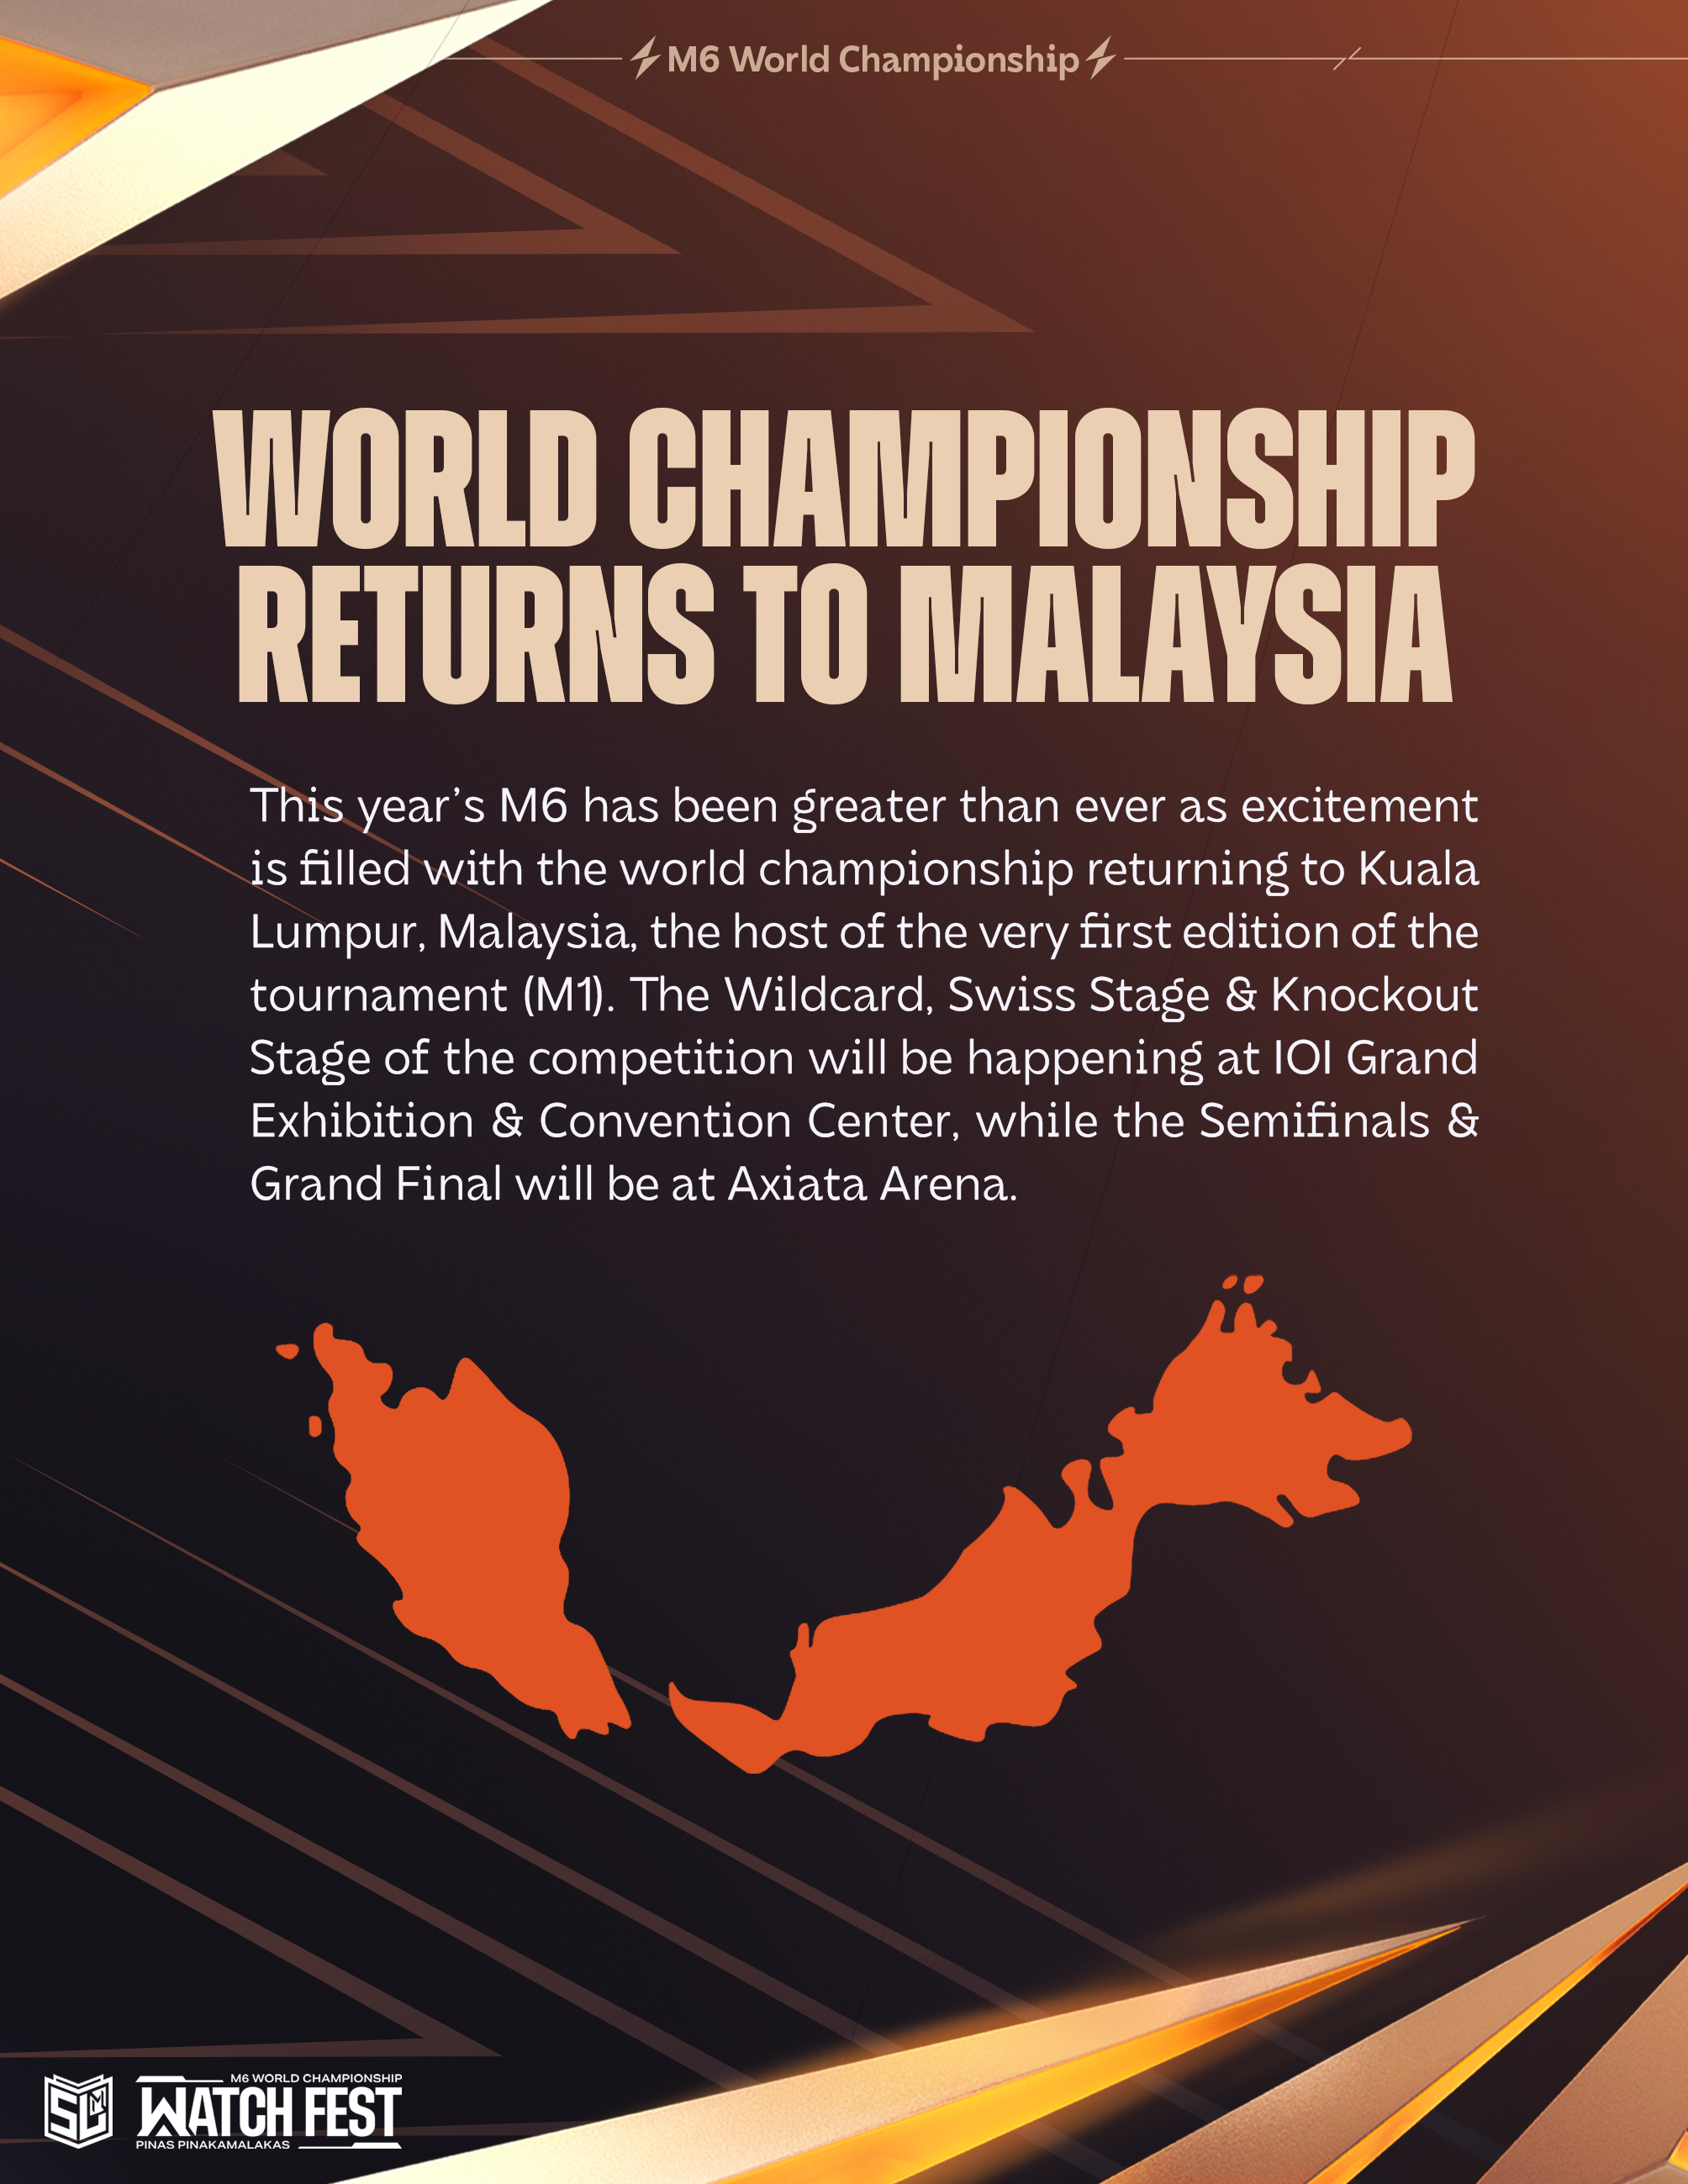 M6 World Championship
WORLD CHAMPIONSHIP
RETURNS TO MALAYSIA
This year’s M6 has been greater than ever as excitement
is filled with the world championship returning to Kuala
Lumpur, Malaysia, the host of the very first edition of the
tournament (M1). The Wildcard, Swiss Stage & Knockout
Stage of the competition will be happening at IOI Grand
Exhibition & Convention Center, while the Semifinals &
Grand Final will be at Axiata Arena.
M6 WORLD CHAMPIONSHIP
WATCH FEST
PINAS PINAKAMALAKAS